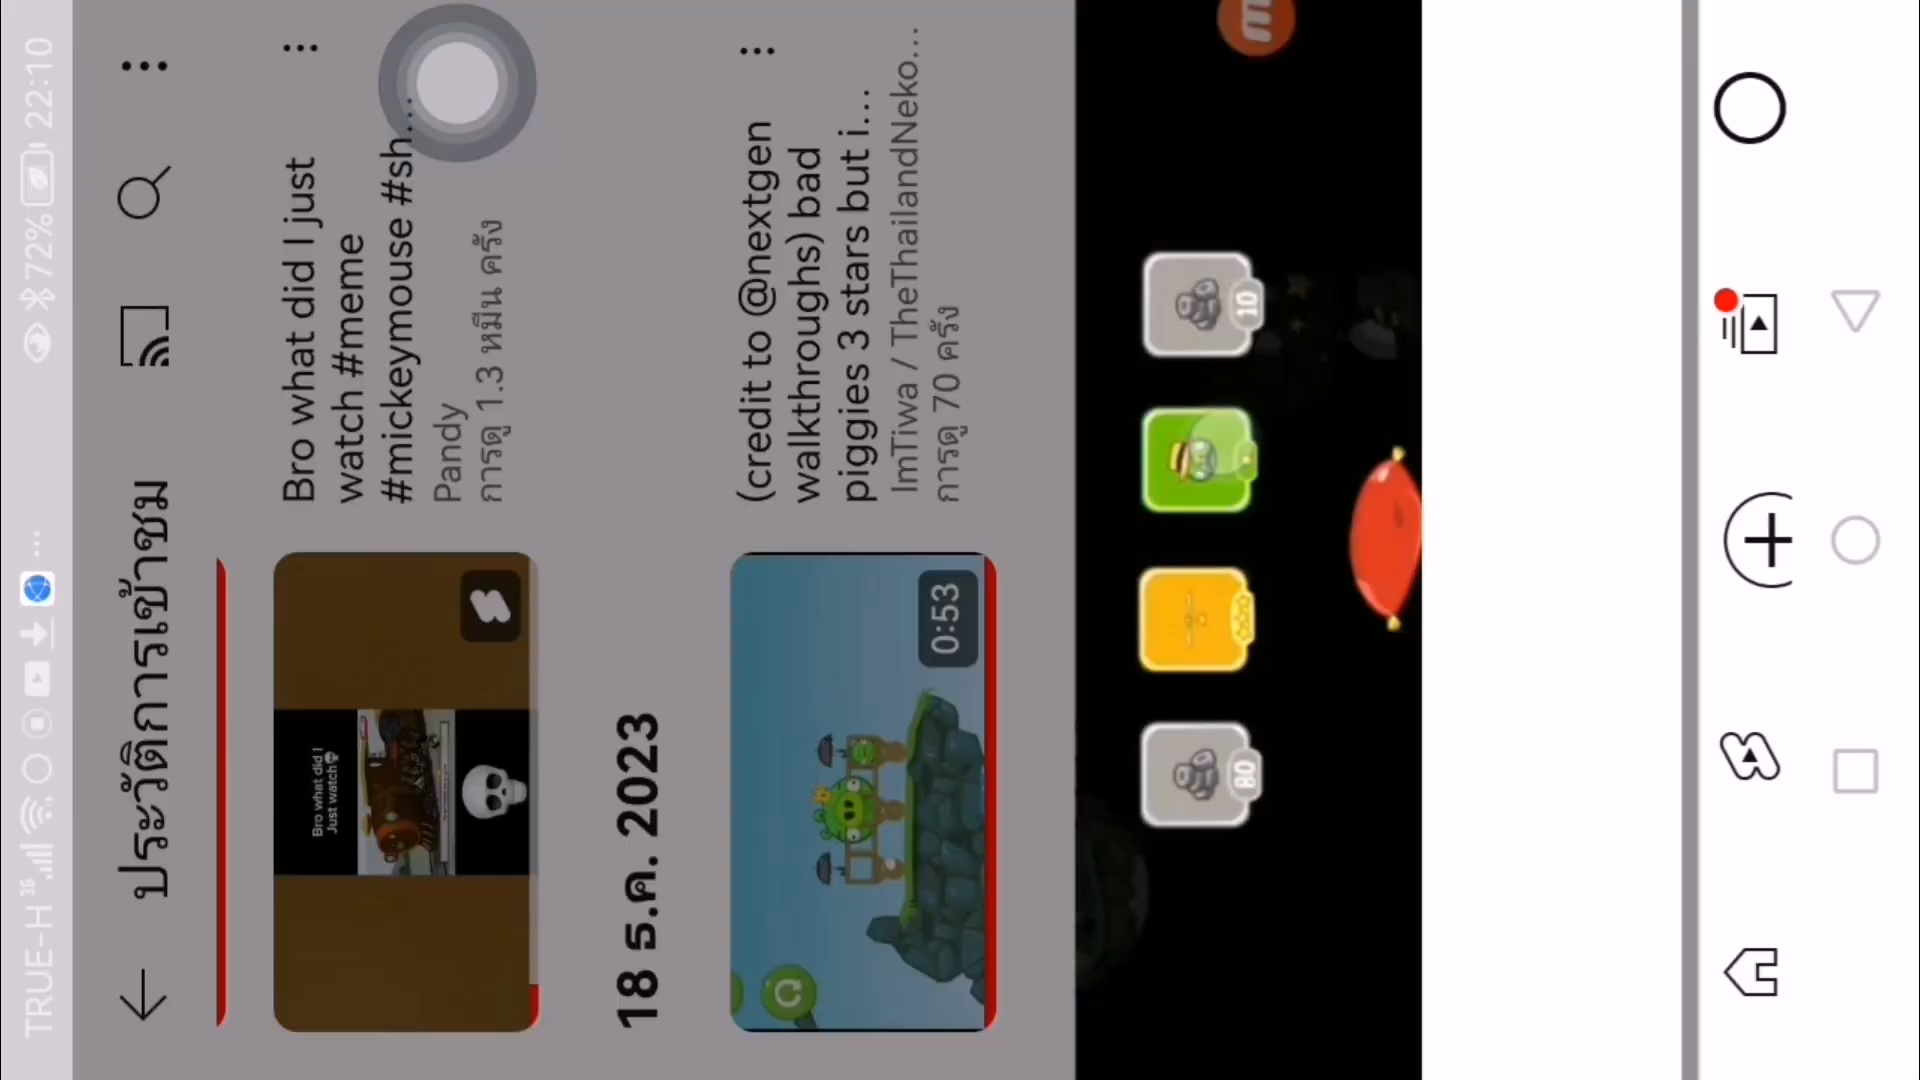 TRUE-H 3G ... 72% 22:10
ประวัติการเข้าชม
Bro what did I just
watch #meme
#mickeymouse #sh...
Pandy
การดู 1.3 หมื่น ครั้ง
Bro what did I
Just watch
18 ธ.ค. 2023
(credit to @nextgen
walkthroughs) bad
piggies 3 stars but i...
ImTiwa / TheThailandNeko...
การดู 70 ครั้ง
0:53
80
10
m